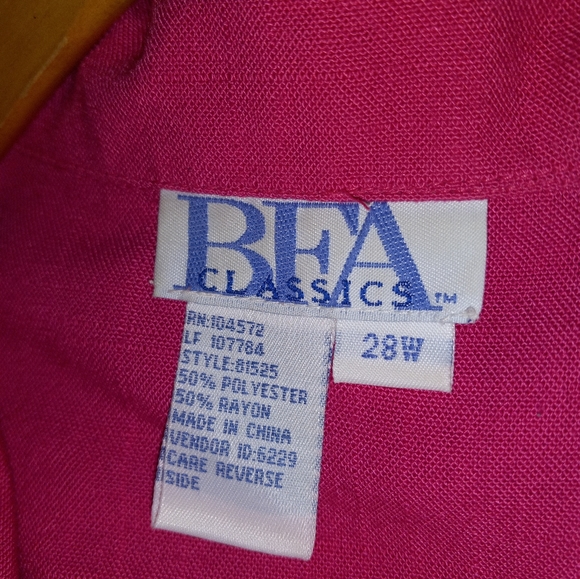 BFA
CLASSICS™
28W
RN:104572
LF 107784
STYLE:81525
50% POLYESTER
50% RAYON
MADE IN CHINA
VENDOR ID:6229
CARE REVERSE
SIDE